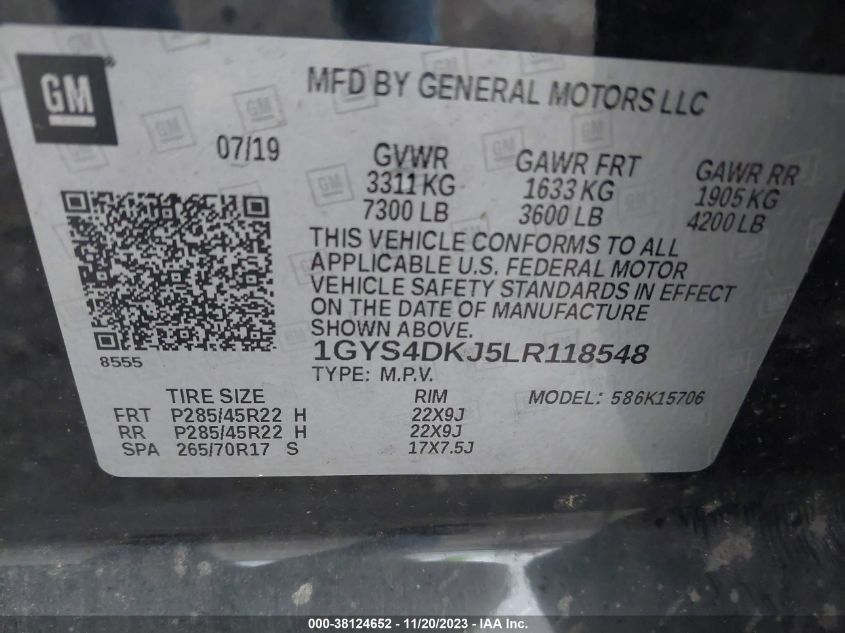 GM
MFD BY GENERAL MOTORS LLC
07/19
GVWR GAWR FRT GAWR RR
3311 KG 1633 KG 1905 KG
7300 LB 3600 LB 4200 LB
THIS VEHICLE CONFORMS TO ALL
APPLICABLE U.S. FEDERAL MOTOR
VEHICLE SAFETY STANDARDS IN EFFECT
ON THE DATE OF MANUFACTURE
SHOWN ABOVE.
8555
1GYS4DKJ5LR118548
TYPE: M.P.V.
TIRE SIZE RIM MODEL: 586K15706
FRT P285/45R22 H 22X9J
RR P285/45R22 H 22X9J
SPA 265/70R17 S 17X7.5J
000-38124652 - 11/20/2023 - IAA Inc.